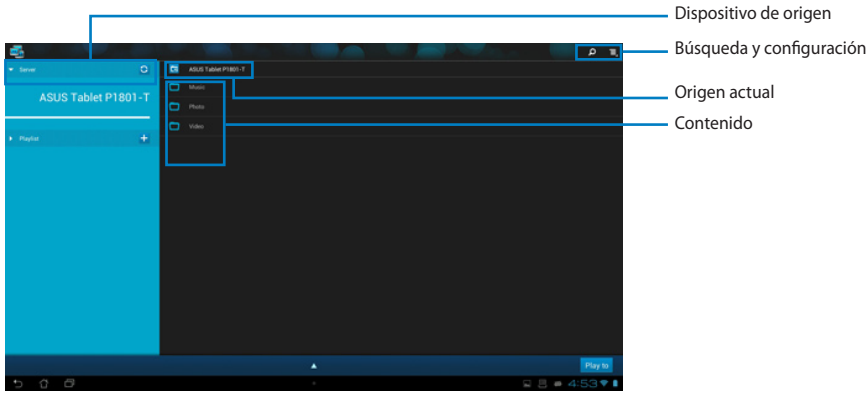 Dispositivo de origen
Búsqueda y configuración
Server
ASUS Tablet P1801-T
Origen actual
ASUS Tablet P1801-T
Music
Photo
Contenido
Video
Playlist
Play to
4:53